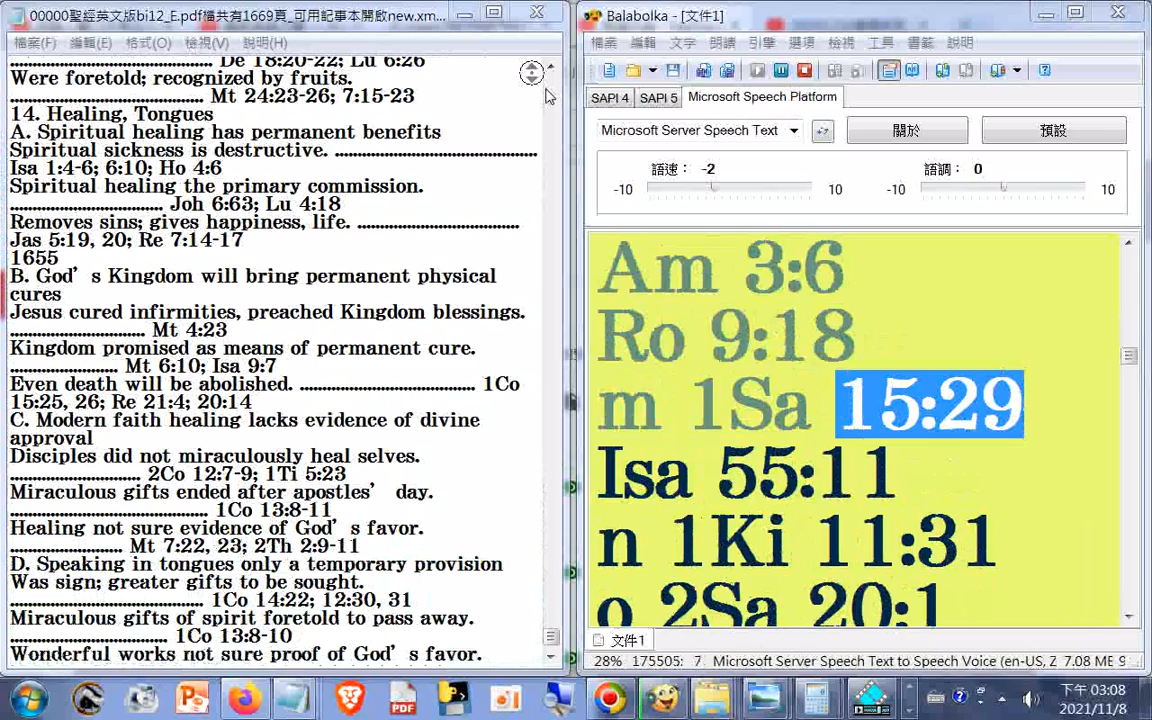 00000聖經英文版bi12_E.pdf檔共有1669頁_可用記事本開啟new.xm...
檔案(F) 編輯(E) 格式(O) 檢視(V) 說明(H)
De 18:20-22; Lu 6:26
Were foretold; recognized by fruits.
Mt 24:23-26; 7:15-23
14. Healing, Tongues
A. Spiritual healing has permanent benefits
Spiritual sickness is destructive.
Isa 1:4-6; 6:10; Ho 4:6
Spiritual healing the primary commission.
Joh 6:63; Lu 4:18
Removes sins; gives happiness, life.
Jas 5:19, 20; Re 7:14-17
1655
B. God's Kingdom will bring permanent physical
cures
Jesus cured infirmities, preached Kingdom blessings.
Mt 4:23
Kingdom promised as means of permanent cure.
Mt 6:10; Isa 9:7
Even death will be abolished. 1Co
15:25, 26; Re 21:4; 20:14
C. Modern faith healing lacks evidence of divine
approval
Disciples did not miraculously heal selves.
2Co 12:7-9; 1Ti 5:23
Miraculous gifts ended after apostles' day.
1Co 13:8-11
Healing not sure evidence of God's favor.
Mt 7:22, 23; 2Th 2:9-11
D. Speaking in tongues only a temporary provision
Was sign; greater gifts to be sought.
1Co 14:22; 12:30, 31
Miraculous gifts of spirit foretold to pass away.
1Co 13:8-10
Wonderful works not sure proof of God's favor.
Balabolka - [文件1]
檔案 編輯 文字 朗讀 引擎 選項 檢視 工具 書籤 說明
SAPI 4 SAPI 5 Microsoft Speech Platform
Microsoft Server Speech Text 關於 預設
語速: -2 語調: 0
-10 10 -10 10
Am 3:6
Ro 9:18
m 1Sa 15:29
Isa 55:11
n 1Ki 11:31
o 2Sa 20:1
文件1
28% 175505: 7 Microsoft Server Speech Text to Speech Voice (en-US, Z 7.08 MB 9
下午 03:08
2021/11/8